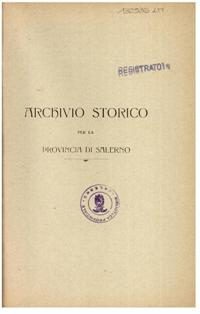 REGISTRATO
ARCHIVIO STORICO
PER LA
PROVINCIA DI SALERNO